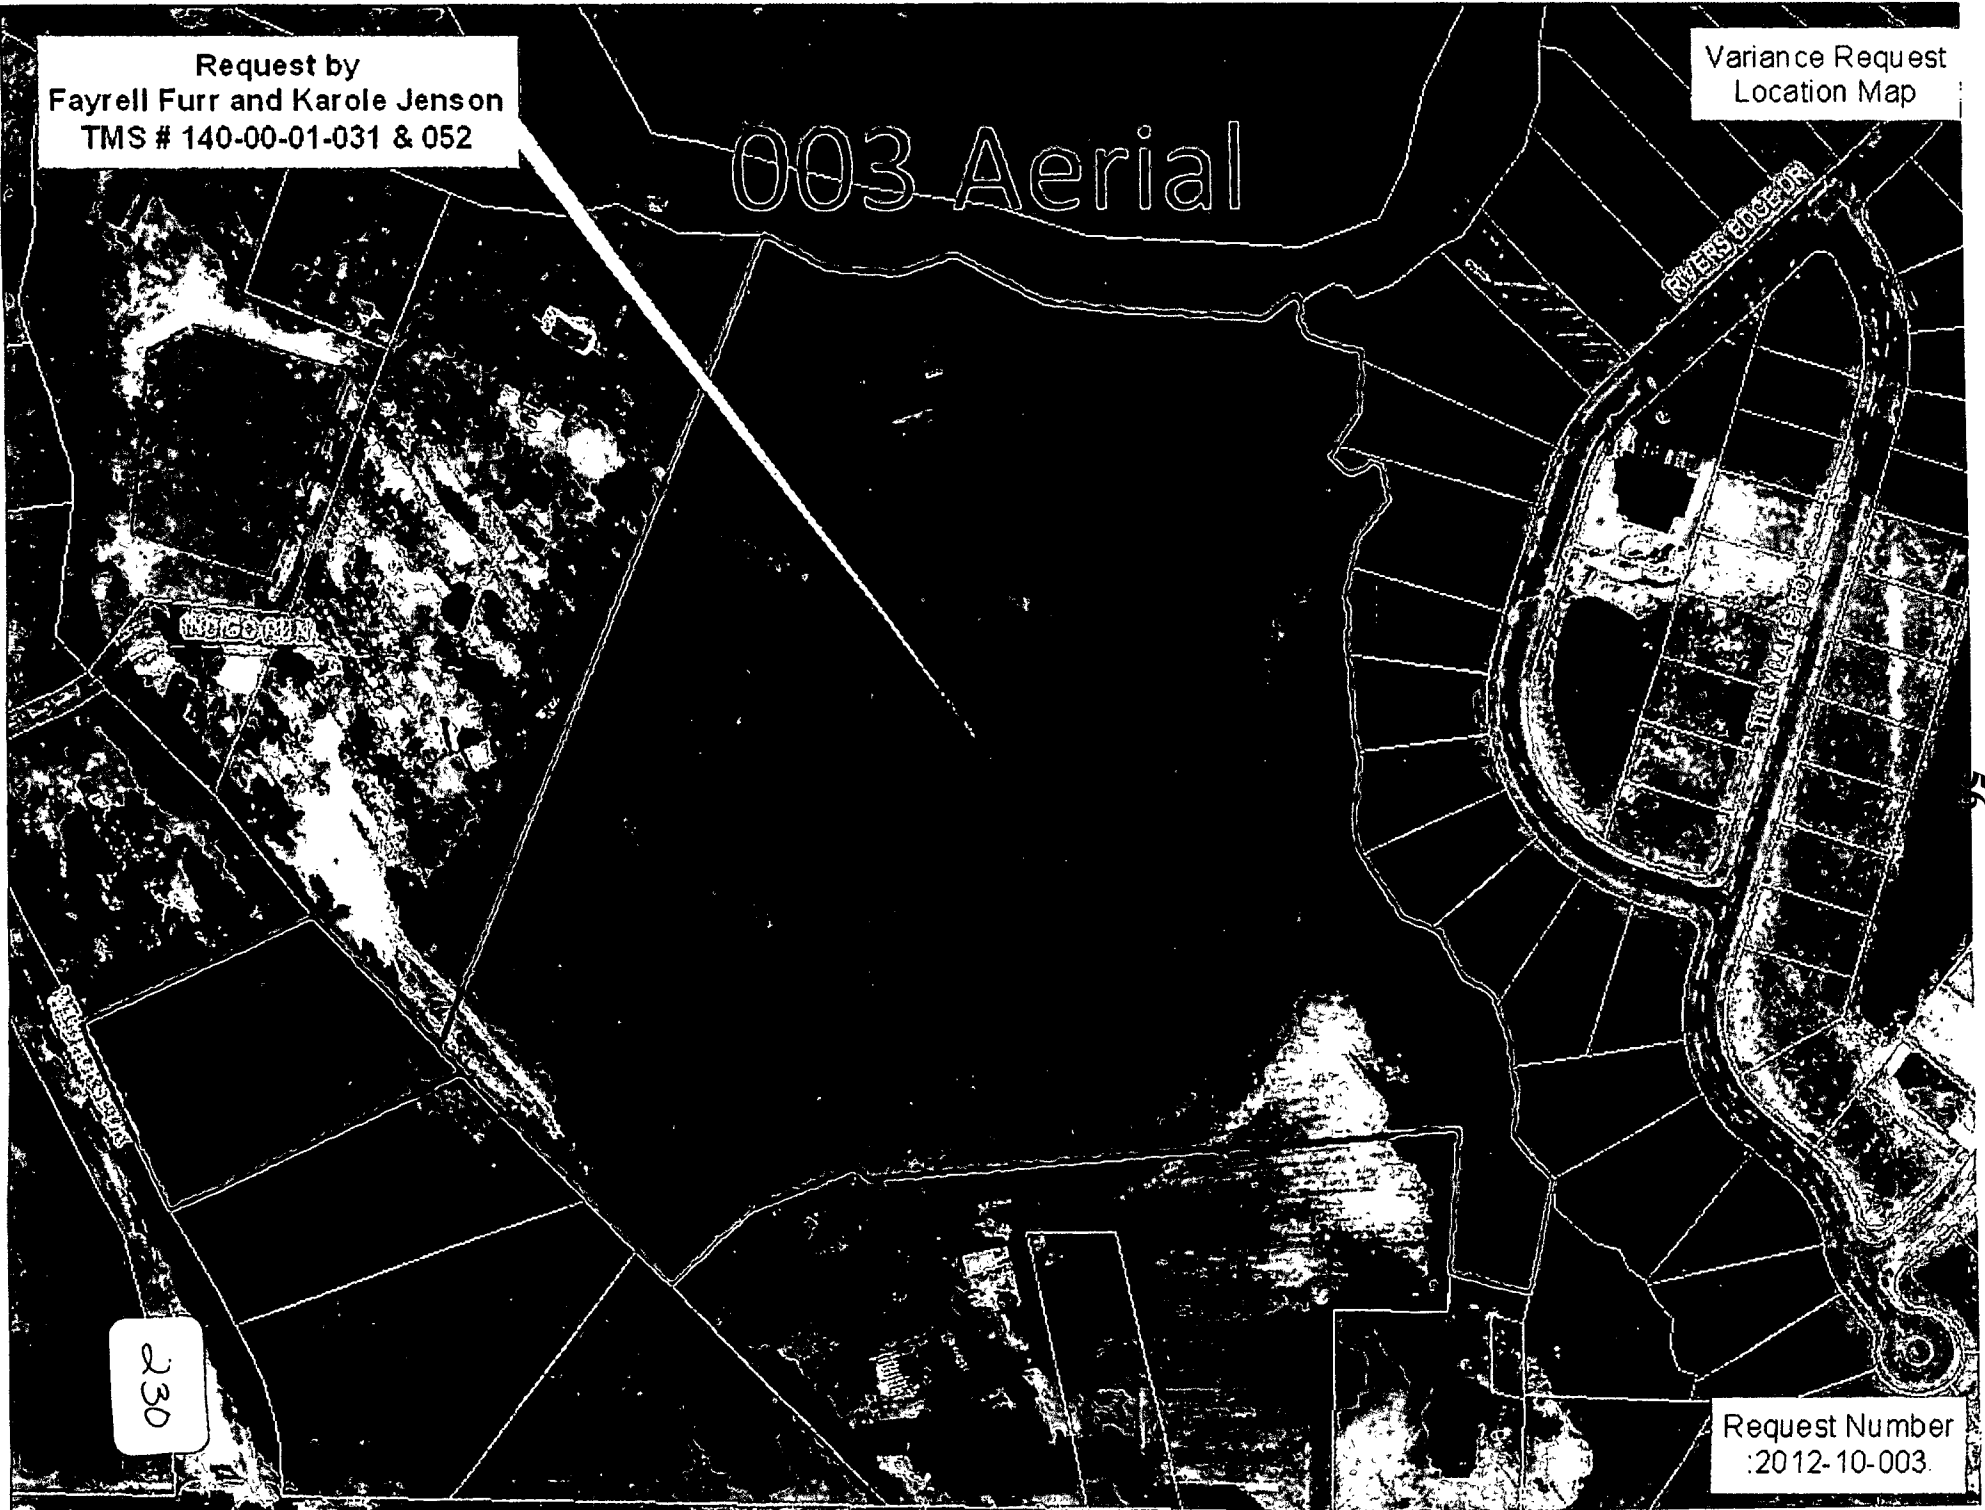 Request by
Fayrell Furr and Karole Jenson
TMS # 140-00-01-031 & 052
Variance Request
Location Map
003 Aerial
RIVERS EDGE DR
INDIGO RUN
230
56
Request Number
:2012-10-003.